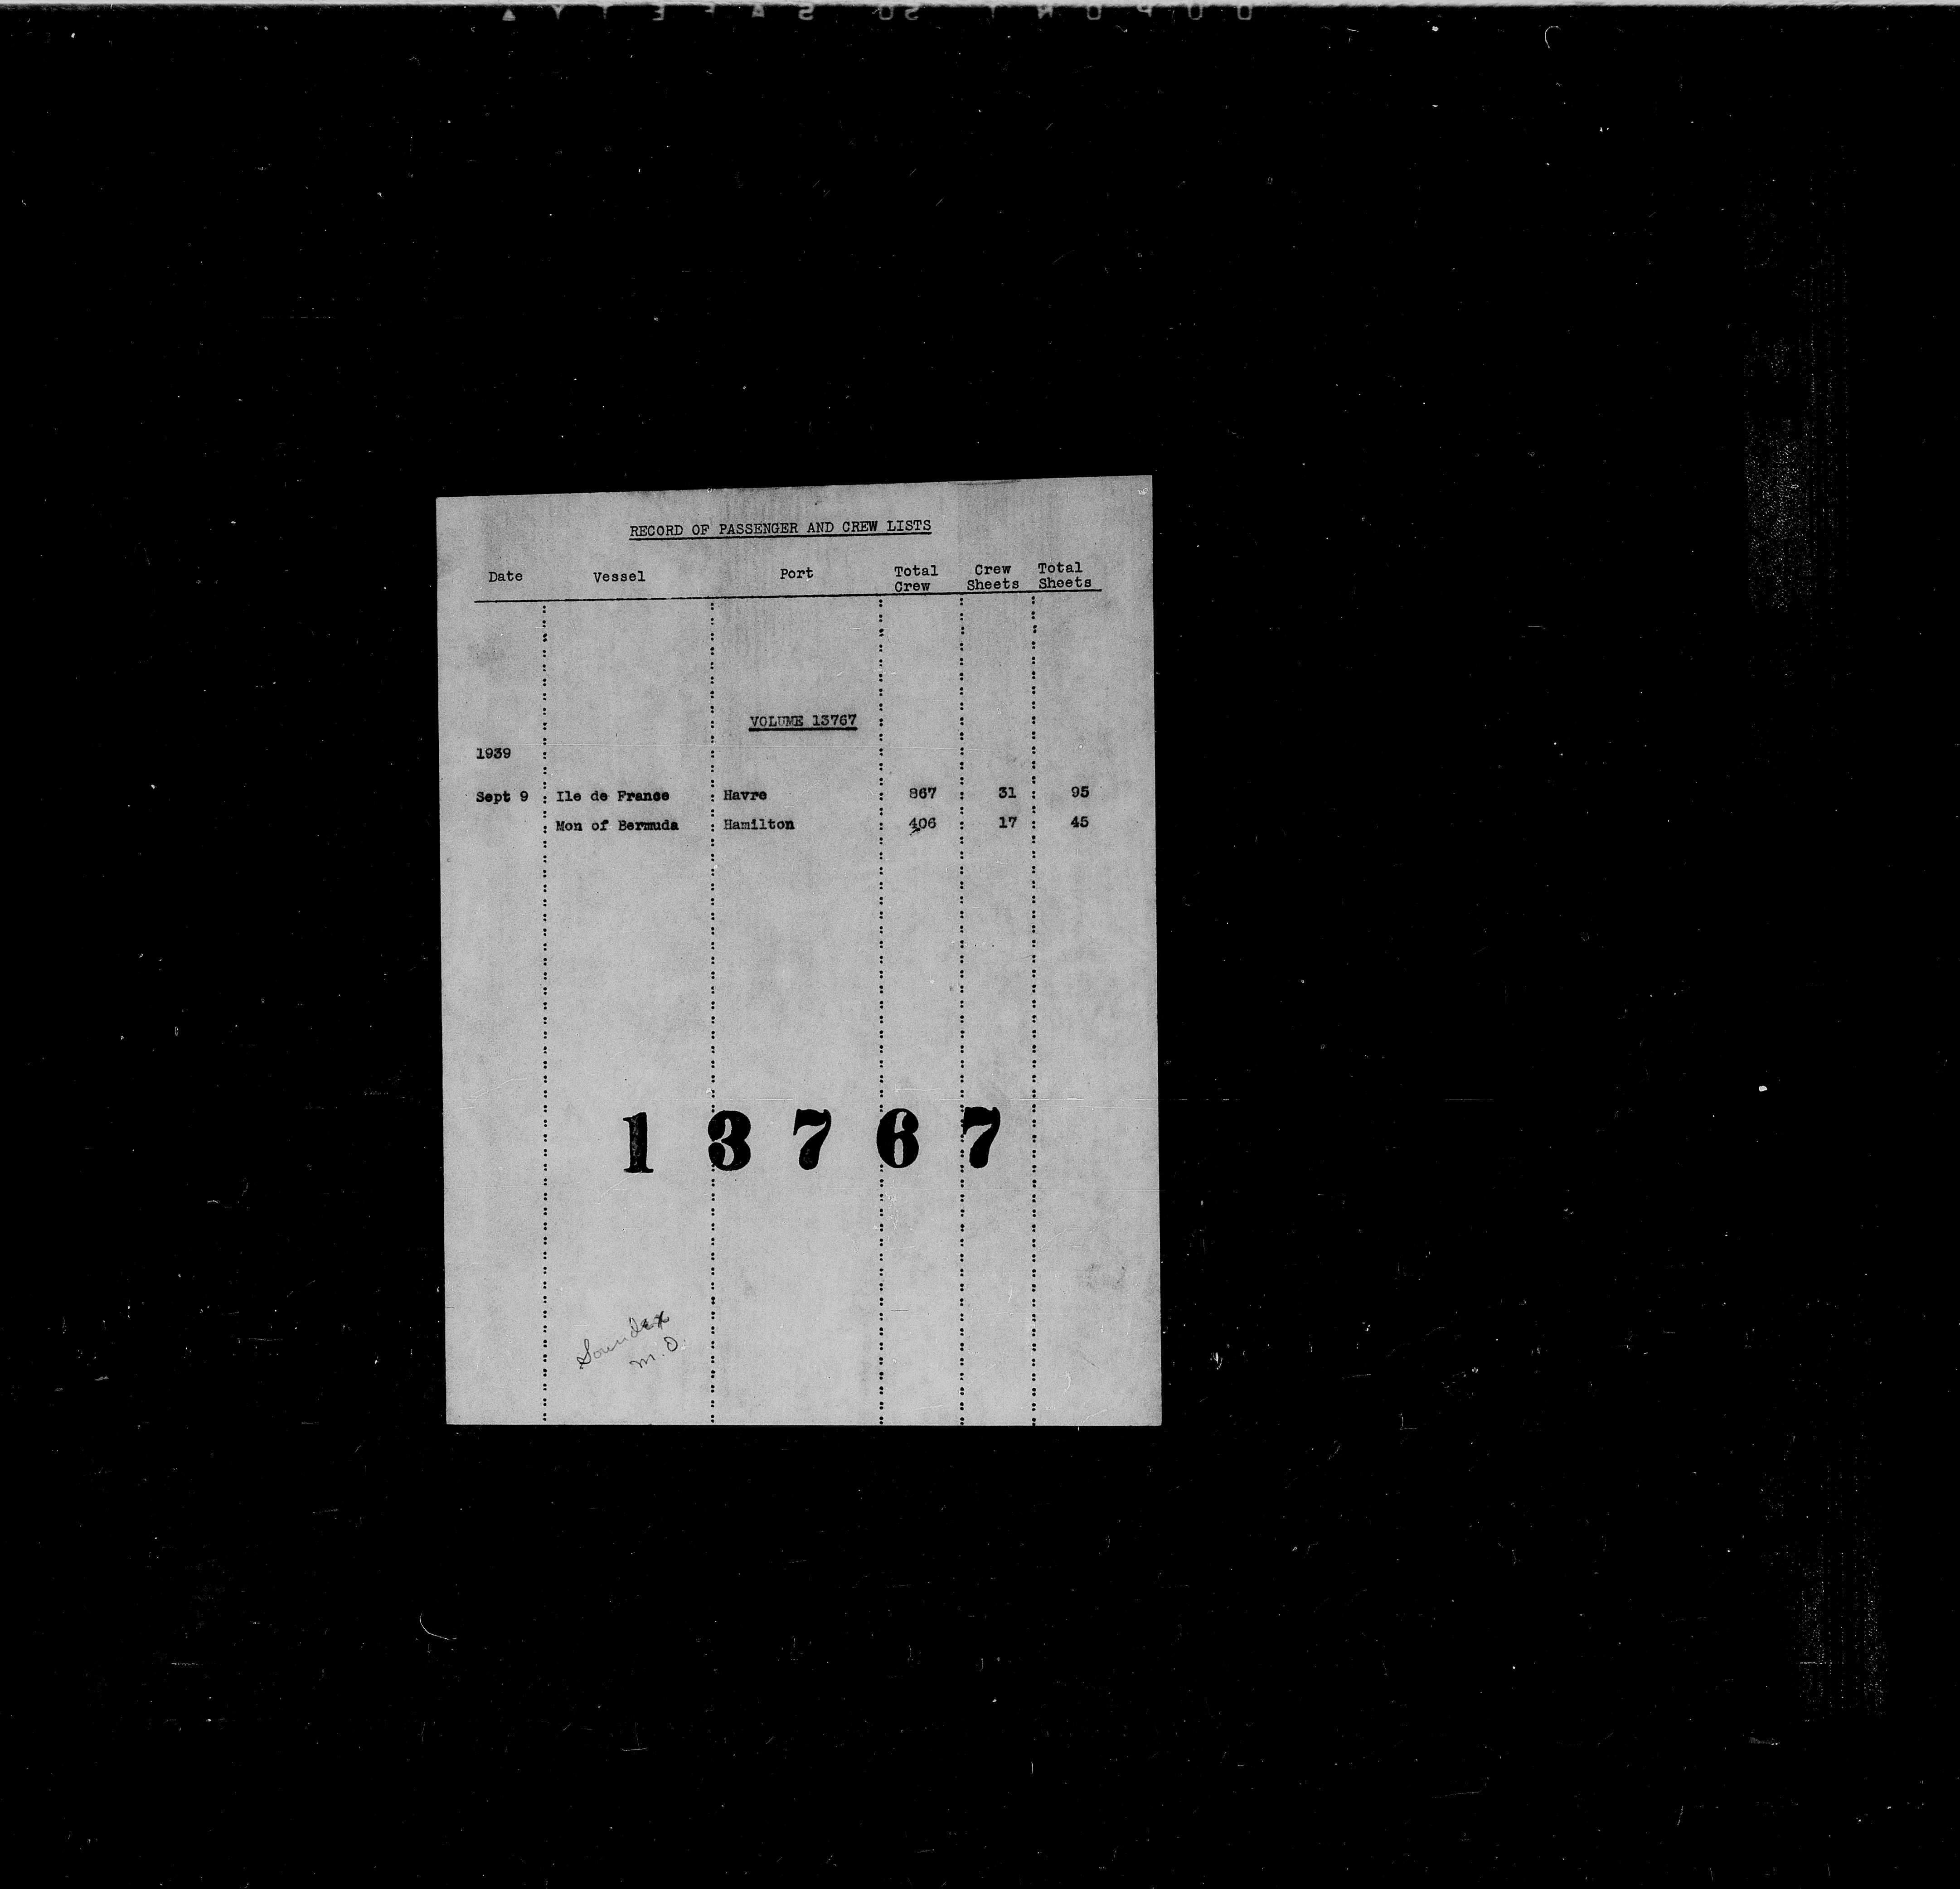 RECORD OF PASSENGER AND CREW LISTS
Date Vessel Port Total Crew Crew Sheets Total Sheets
VOLUME 13767
1939
Sept 9 : Ile de France : Havre : 867 : 31 : 95
: Mon of Bermuda : Hamilton : 406 : 17 : 45
1 3 7 6 7
Soundex
M.O.